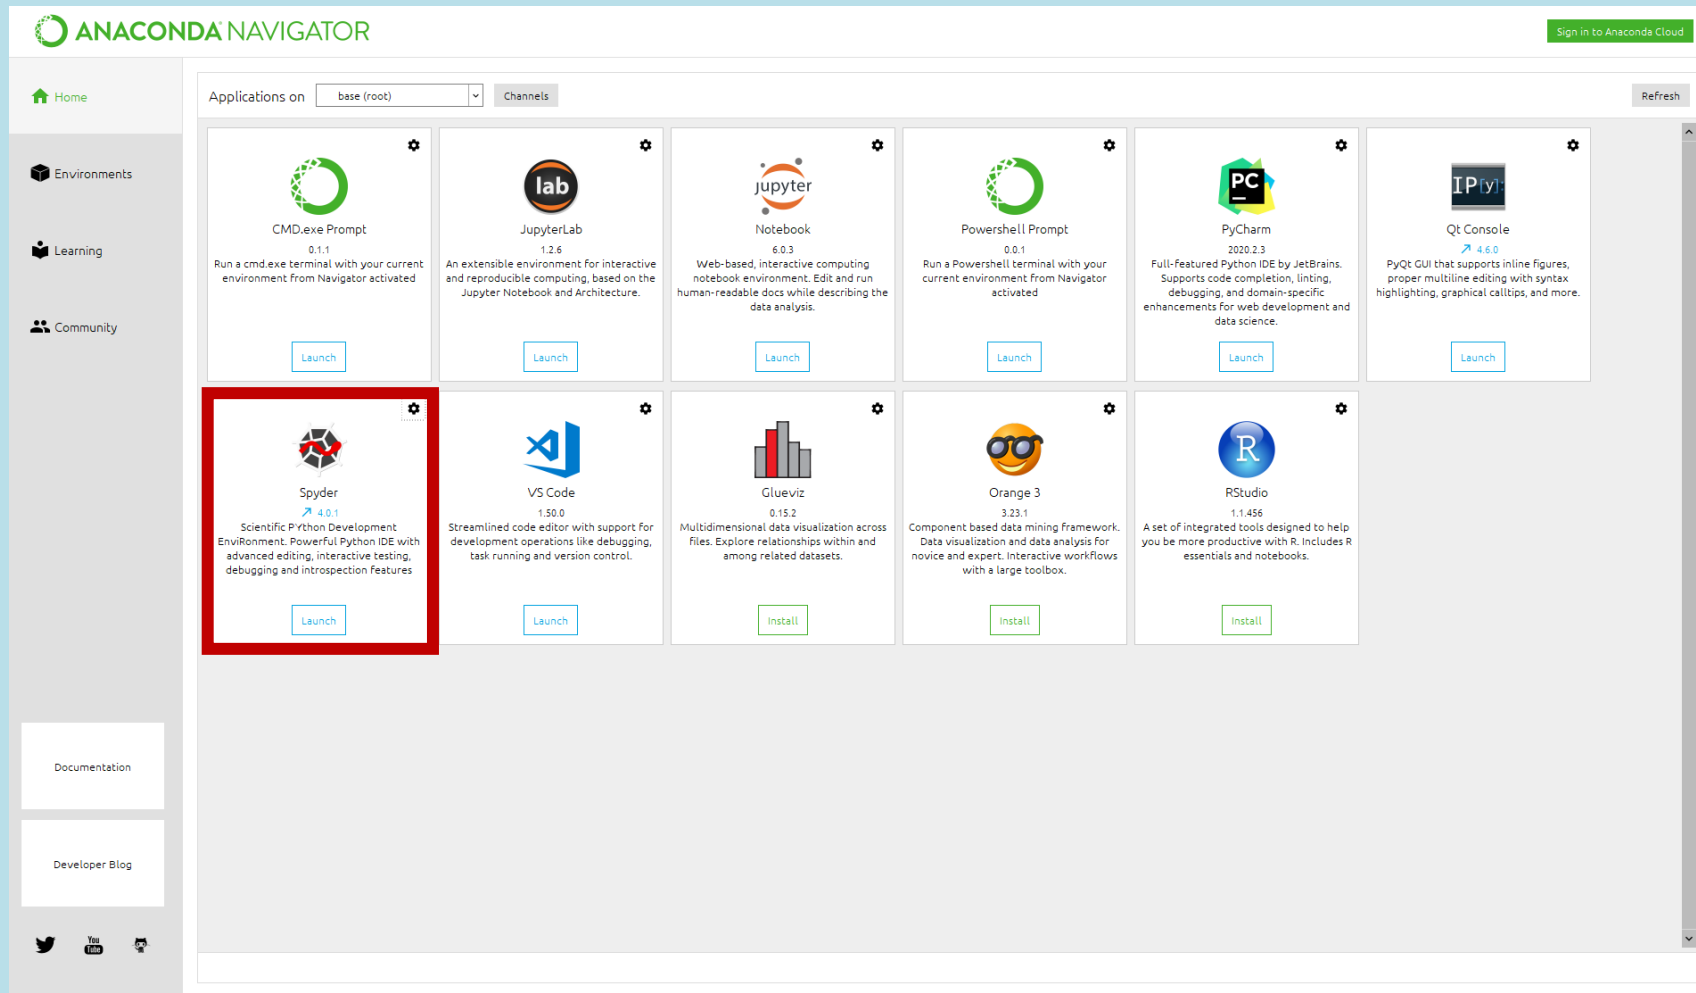 ANACONDA NAVIGATOR
Sign in to Anaconda Cloud
Home
Environments
Learning
Community
Documentation
Developer Blog
You
Tube
Applications on
base (root)
Channels
Refresh
CMD.exe Prompt
0.1.1
Run a cmd.exe terminal with your current
environment from Navigator activated
Launch
lab
JupyterLab
1.2.6
An extensible environment for interactive
and reproducible computing, based on the
Jupyter Notebook and Architecture.
Launch
jupyter
Notebook
6.0.3
Web-based, interactive computing
notebook environment. Edit and run
human-readable docs while describing the
data analysis.
Launch
Powershell Prompt
0.0.1
Run a Powershell terminal with your
current environment from Navigator
activated
Launch
PC
PyCharm
2020.2.3
Full-featured Python IDE by JetBrains.
Supports code completion, linting,
debugging, and domain-specific
enhancements for web development and
data science.
Launch
IP[y]:
Qt Console
4.6.0
PyQt GUI that supports inline figures,
proper multiline editing with syntax
highlighting, graphical calltips, and more.
Launch
Spyder
4.0.1
Scientific PYthon Development
EnviRonment. Powerful Python IDE with
advanced editing, interactive testing,
debugging and introspection features
Launch
VS Code
1.50.0
Streamlined code editor with support for
development operations like debugging,
task running and version control.
Launch
Glueviz
0.15.2
Multidimensional data visualization across
files. Explore relationships within and
among related datasets.
Install
Orange 3
3.23.1
Component based data mining framework.
Data visualization and data analysis for
novice and expert. Interactive workflows
with a large toolbox.
Install
R
RStudio
1.1.456
A set of integrated tools designed to help
you be more productive with R. Includes R
essentials and notebooks.
Install